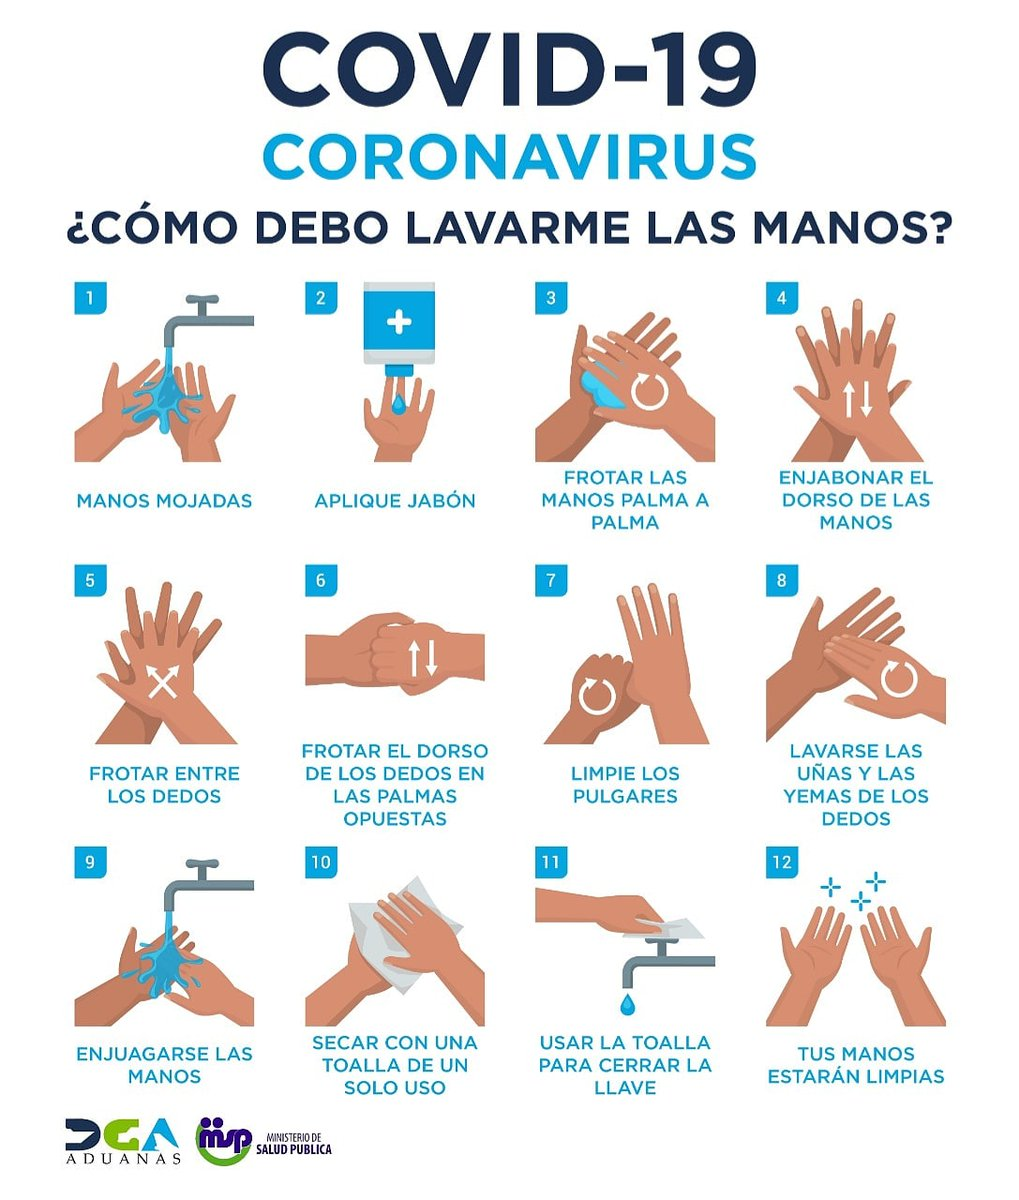 COVID-19
CORONAVIRUS
¿CÓMO DEBO LAVARME LAS MANOS?
1
MANOS MOJADAS
2
APLIQUE JABÓN
3
FROTAR LAS
MANOS PALMA A
PALMA
4
ENJABONAR EL
DORSO DE LAS
MANOS
5
FROTAR ENTRE
LOS DEDOS
6
FROTAR EL DORSO
DE LOS DEDOS EN
LAS PALMAS
OPUESTAS
7
LIMPIE LOS
PULGARES
8
LAVARSE LAS
UÑAS Y LAS
YEMAS DE LOS
DEDOS
9
ENJUAGARSE LAS
MANOS
10
SECAR CON UNA
TOALLA DE UN
SOLO USO
11
USAR LA TOALLA
PARA CERRAR LA
LLAVE
12
TUS MANOS
ESTARÁN LIMPIAS
DGA
ADUANAS
msp
MINISTERIO DE
SALUD PUBLICA